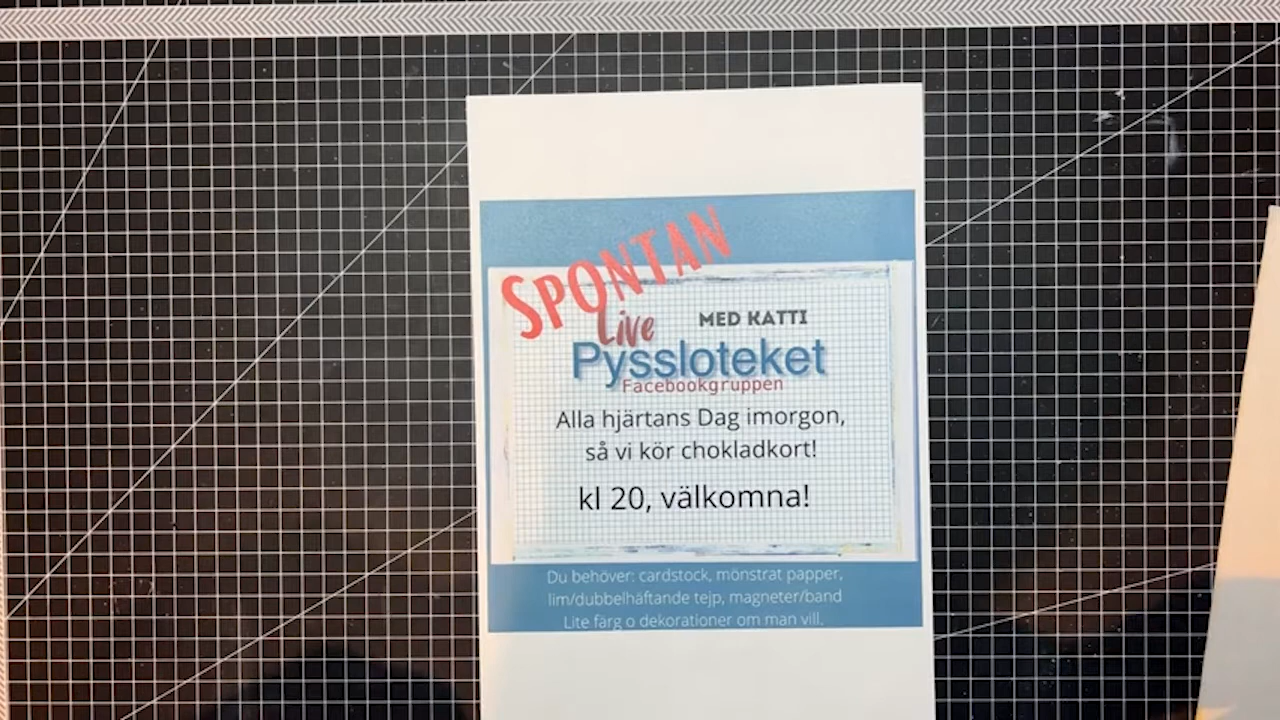 SPONTAN
Live MED KATTI
Pyssloteket
Facebookgruppen
Alla hjärtans Dag imorgon,
så vi kör chokladkort!
kl 20, välkomna!
Du behöver: cardstock, mönstrat papper,
lim/dubbelhäftande tejp, magneter/band
Lite färg o dekorationer om man vill.